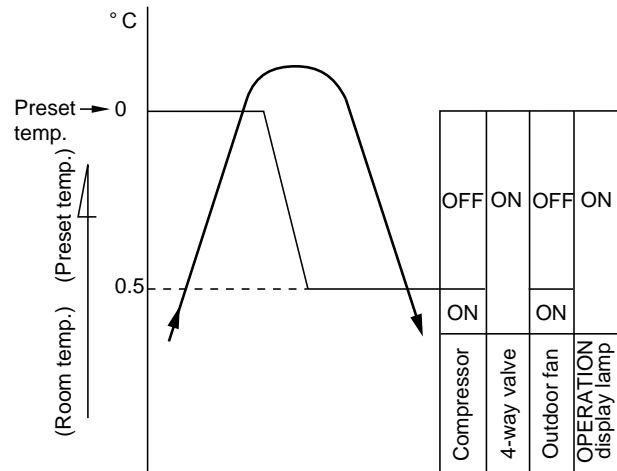 ° C
Preset
temp.
0
(Room temp.) (Preset temp.)
0.5
OFF
ON
OFF
ON
ON
ON
Compressor
4-way valve
Outdoor fan
OPERATION
display lamp